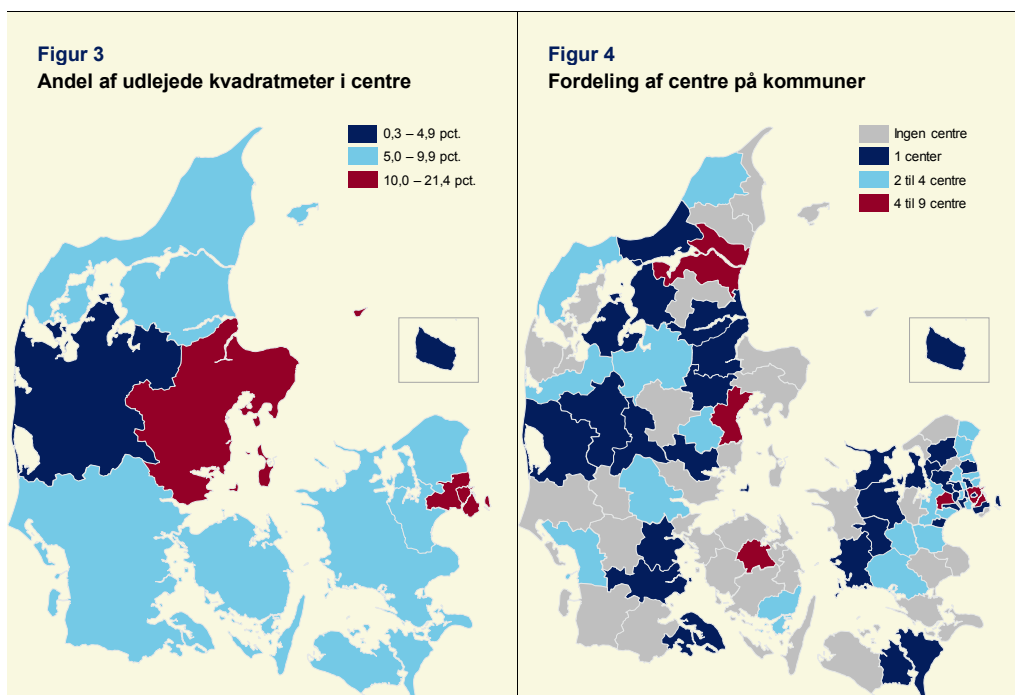 Figur 3
Andel af udlejede kvadratmeter i centre
0,3 – 4,9 pct.
5,0 – 9,9 pct.
10,0 – 21,4 pct.
Figur 4
Fordeling af centre på kommuner
Ingen centre
1 center
2 til 4 centre
4 til 9 centre